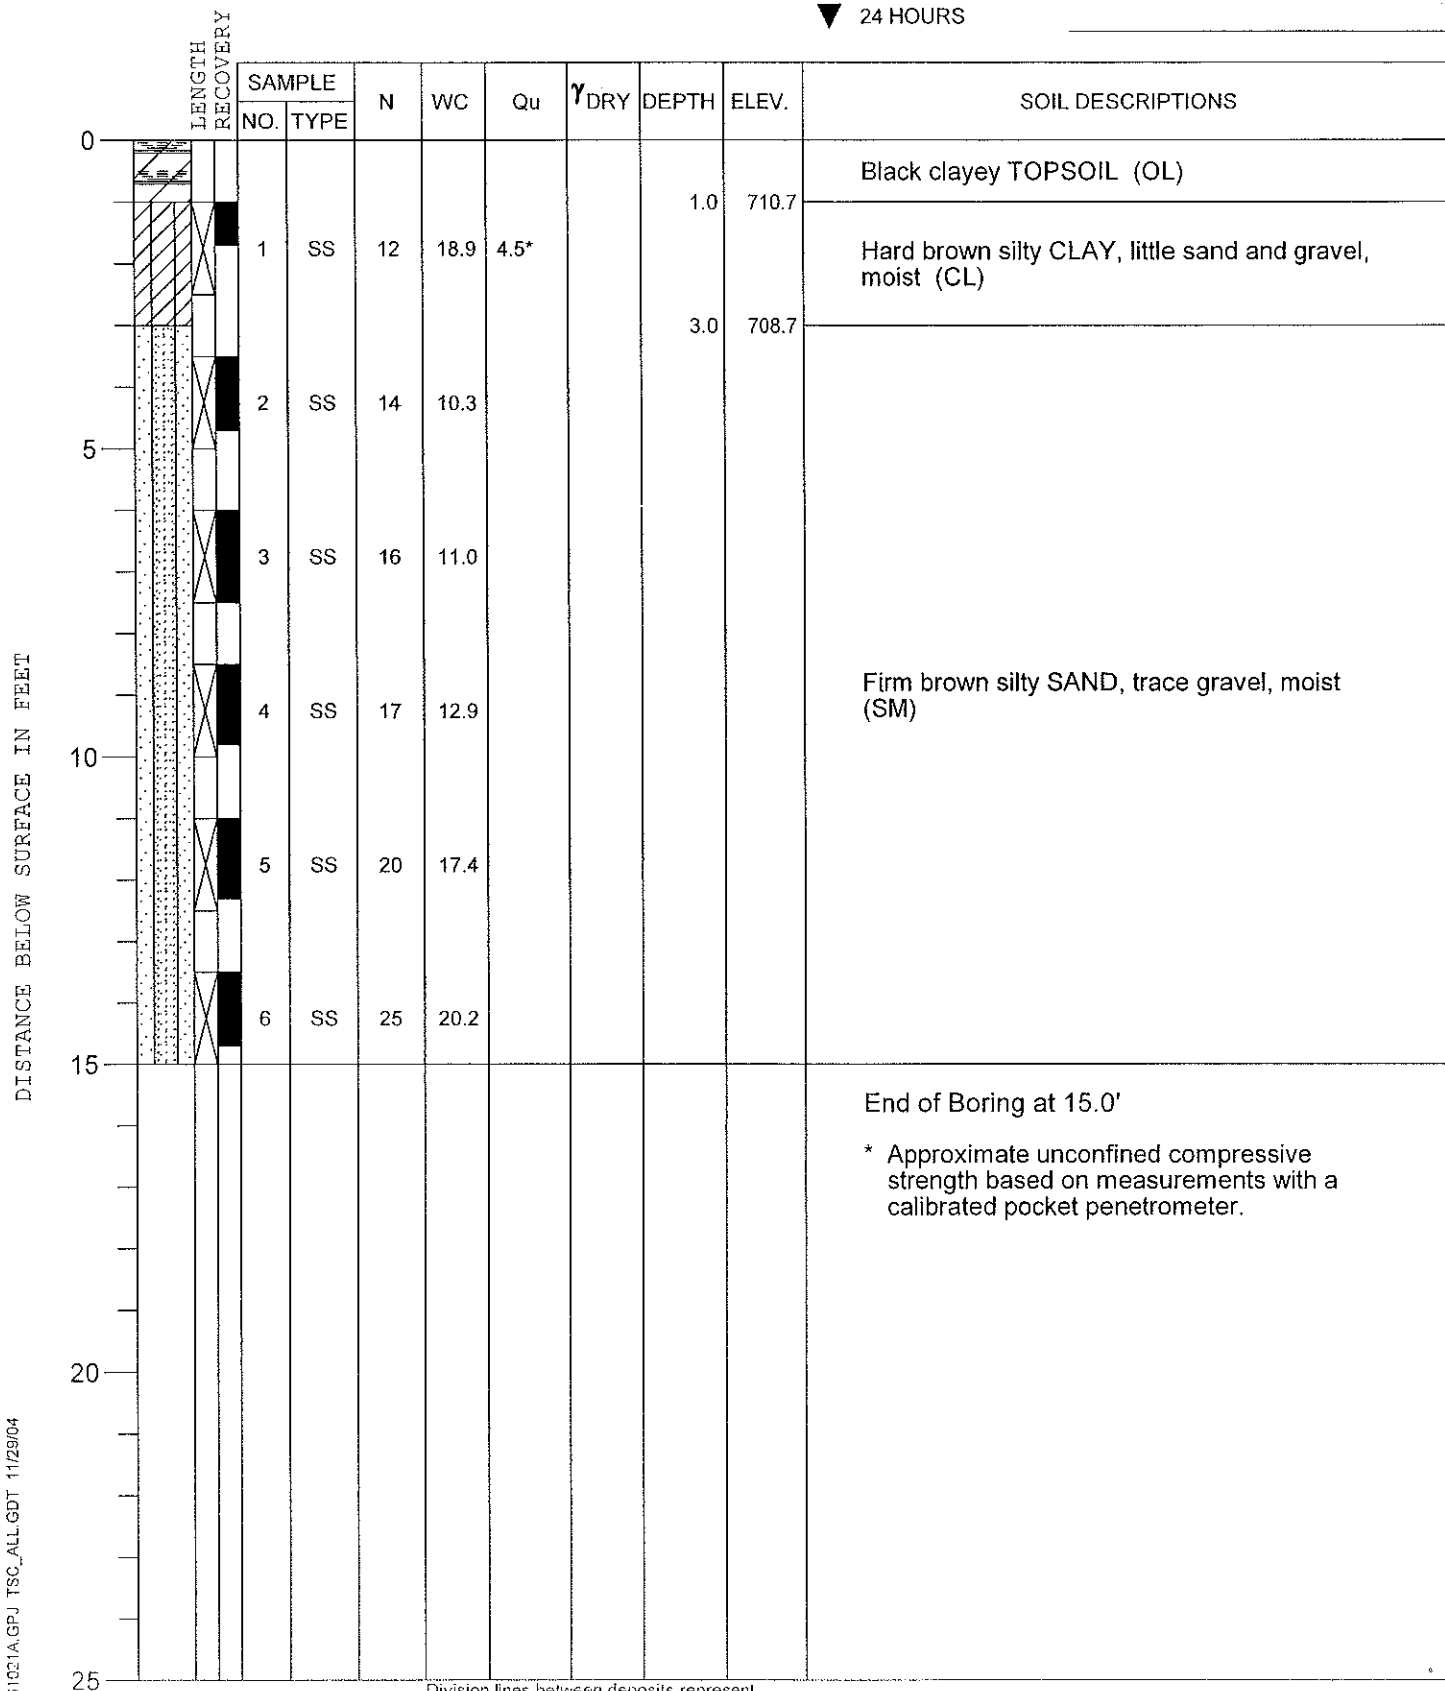 ▼ 24 HOURS
LENGTH
RECOVERY
SAMPLE
NO. TYPE N WC Qu γDRY DEPTH ELEV. SOIL DESCRIPTIONS
0
Black clayey TOPSOIL (OL)
1.0 710.7
1 SS 12 18.9 4.5*
Hard brown silty CLAY, little sand and gravel,
moist (CL)
3.0 708.7
2 SS 14 10.3
5
3 SS 16 11.0
Firm brown silty SAND, trace gravel, moist
(SM)
4 SS 17 12.9
10
5 SS 20 17.4
6 SS 25 20.2
15
End of Boring at 15.0'
* Approximate unconfined compressive
strength based on measurements with a
calibrated pocket penetrometer.
20
25
DISTANCE BELOW SURFACE IN FEET
TSC_ALL.GDT 11/29/04
Division lines between deposits represent